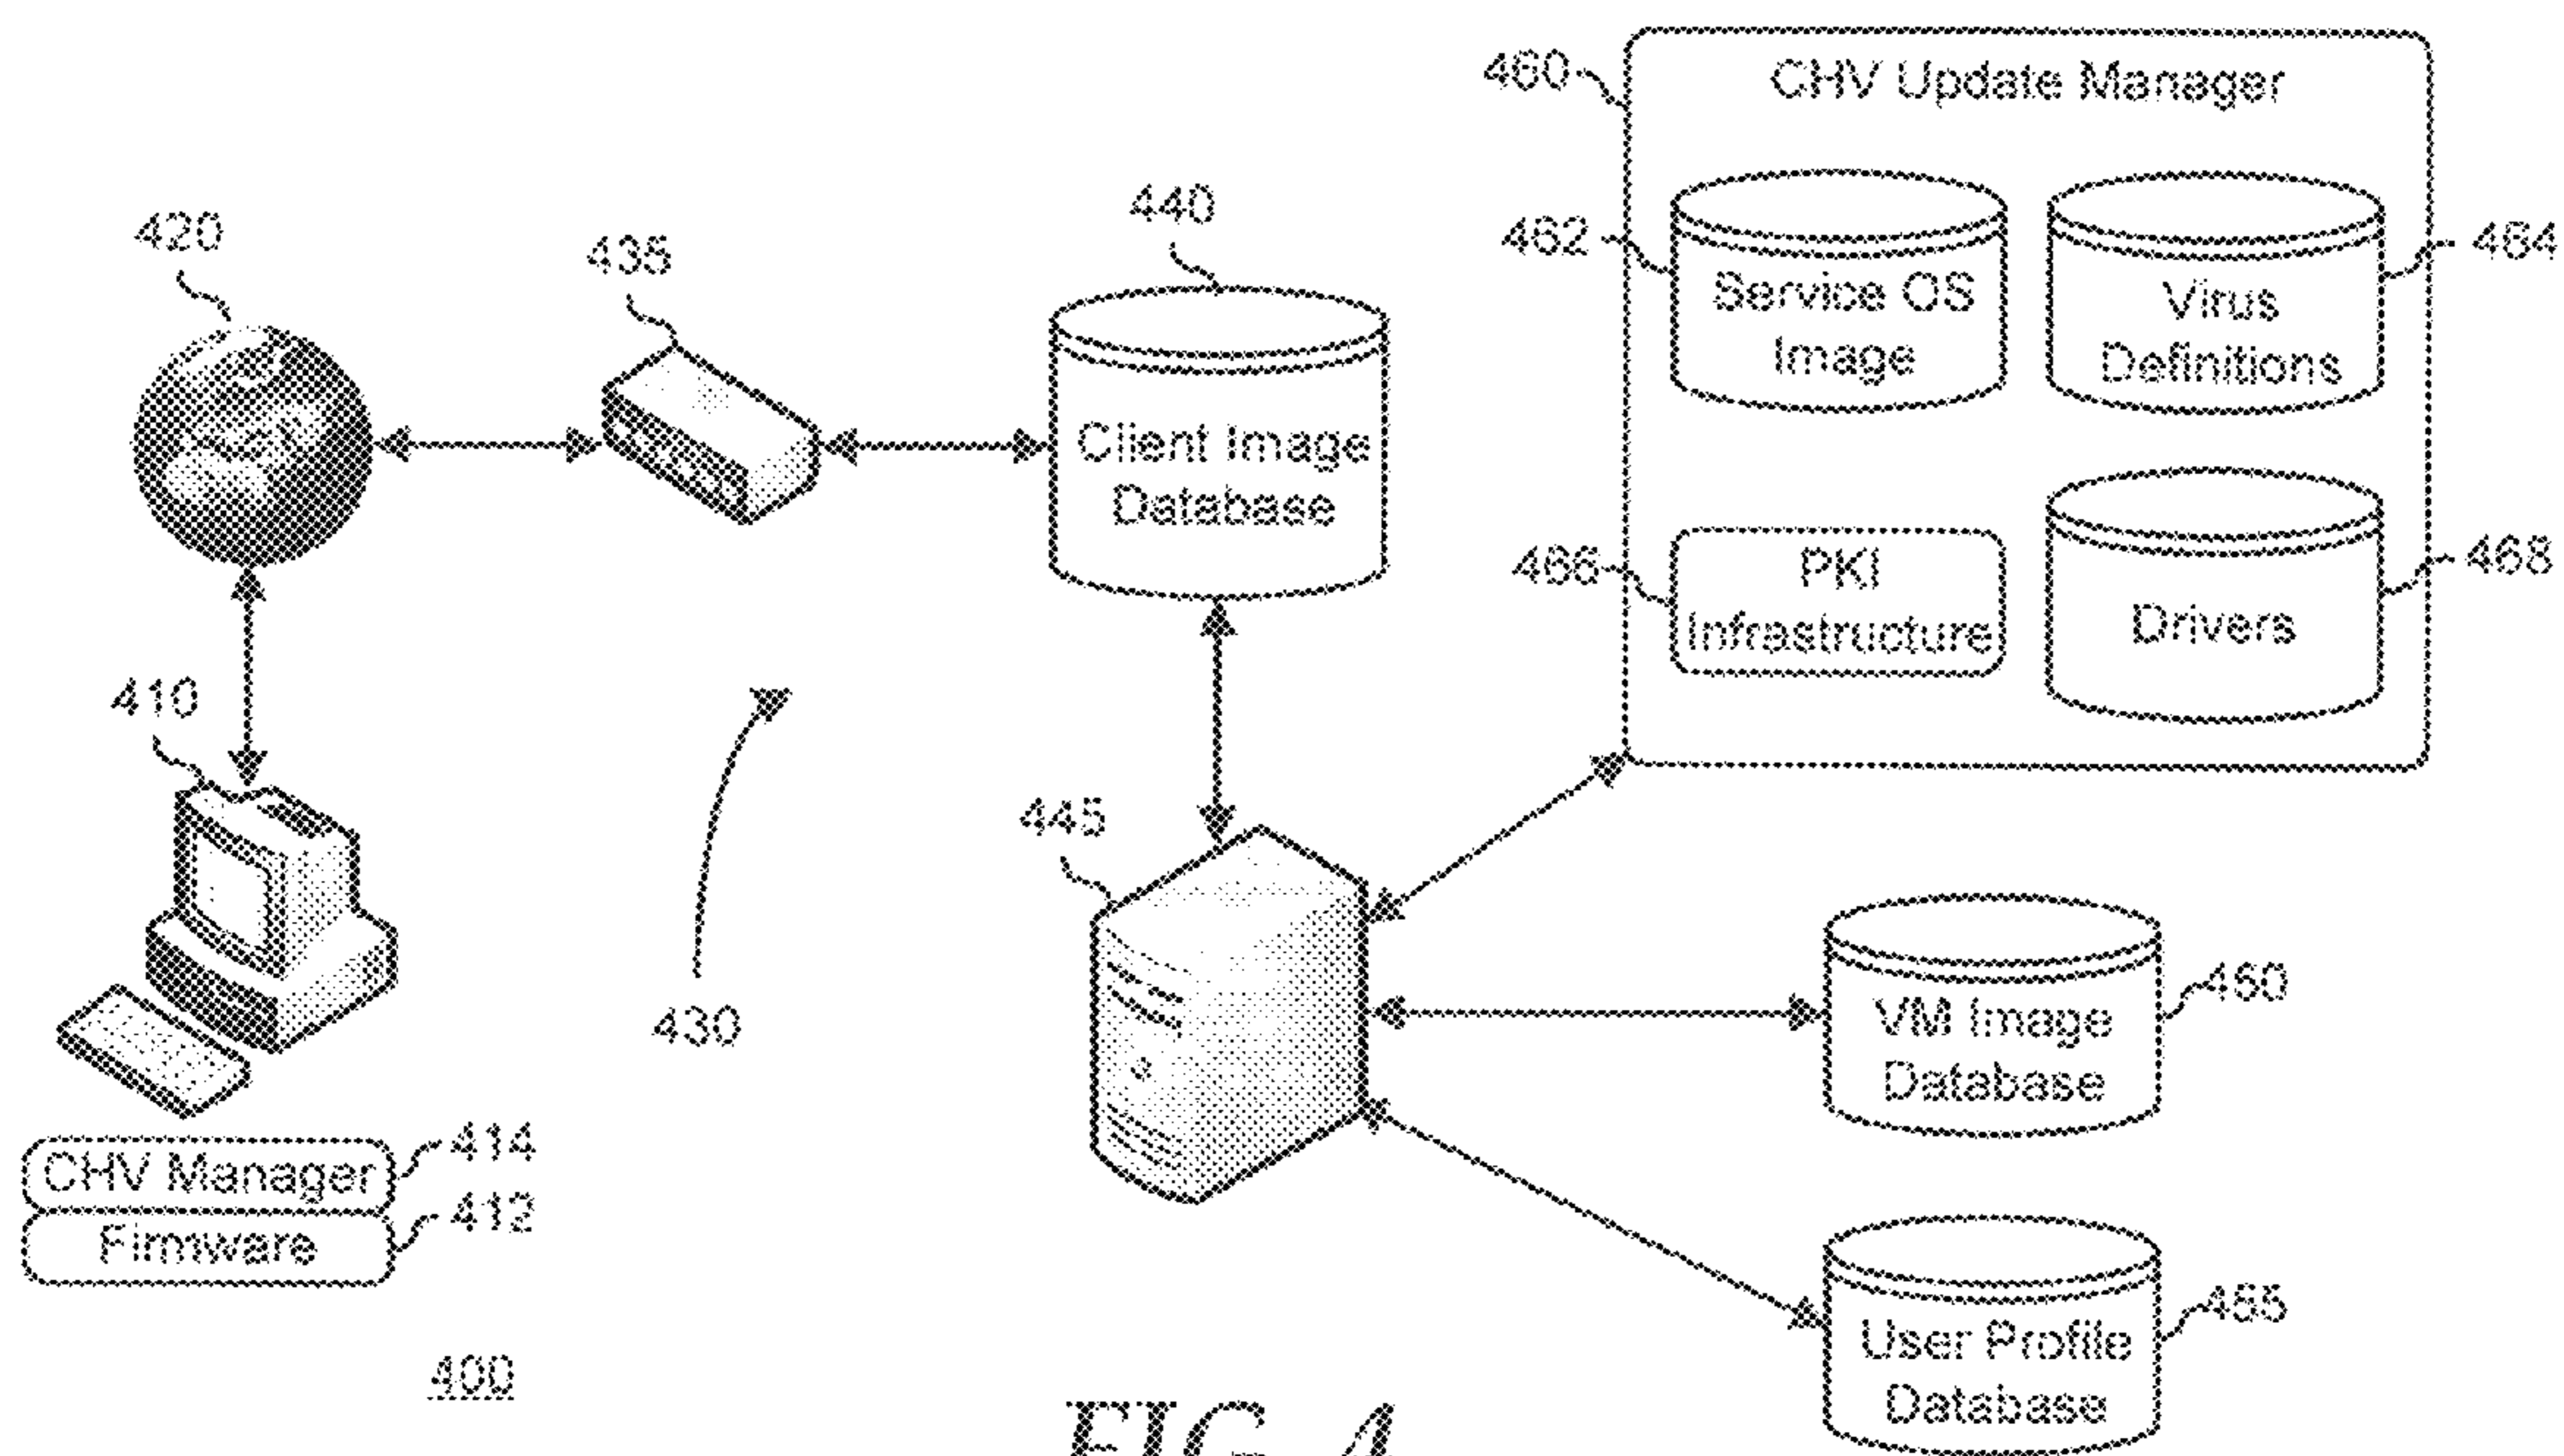 460
CHV Update Manager
440
420
435
462
464
Service OS
Image
Virus
Definitions
Client Image
Database
466
PKI
Infrastructure
468
Drivers
410
445
430
460
VM Image
Database
414
CHV Manager
412
Firmware
455
User Profile
Database
400
FIG. 4